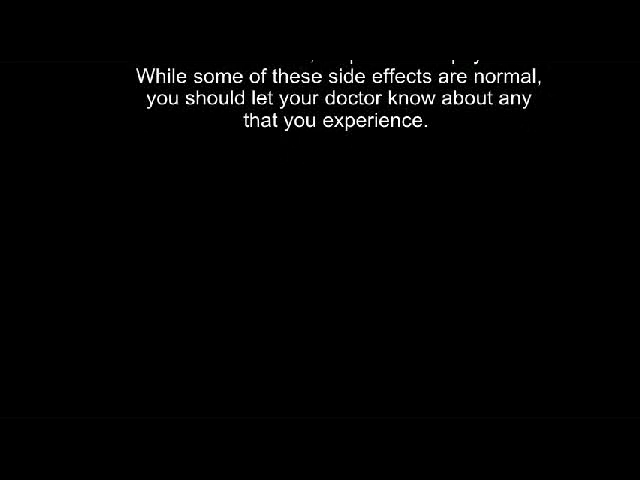 While some of these side effects are normal,
you should let your doctor know about any
that you experience.